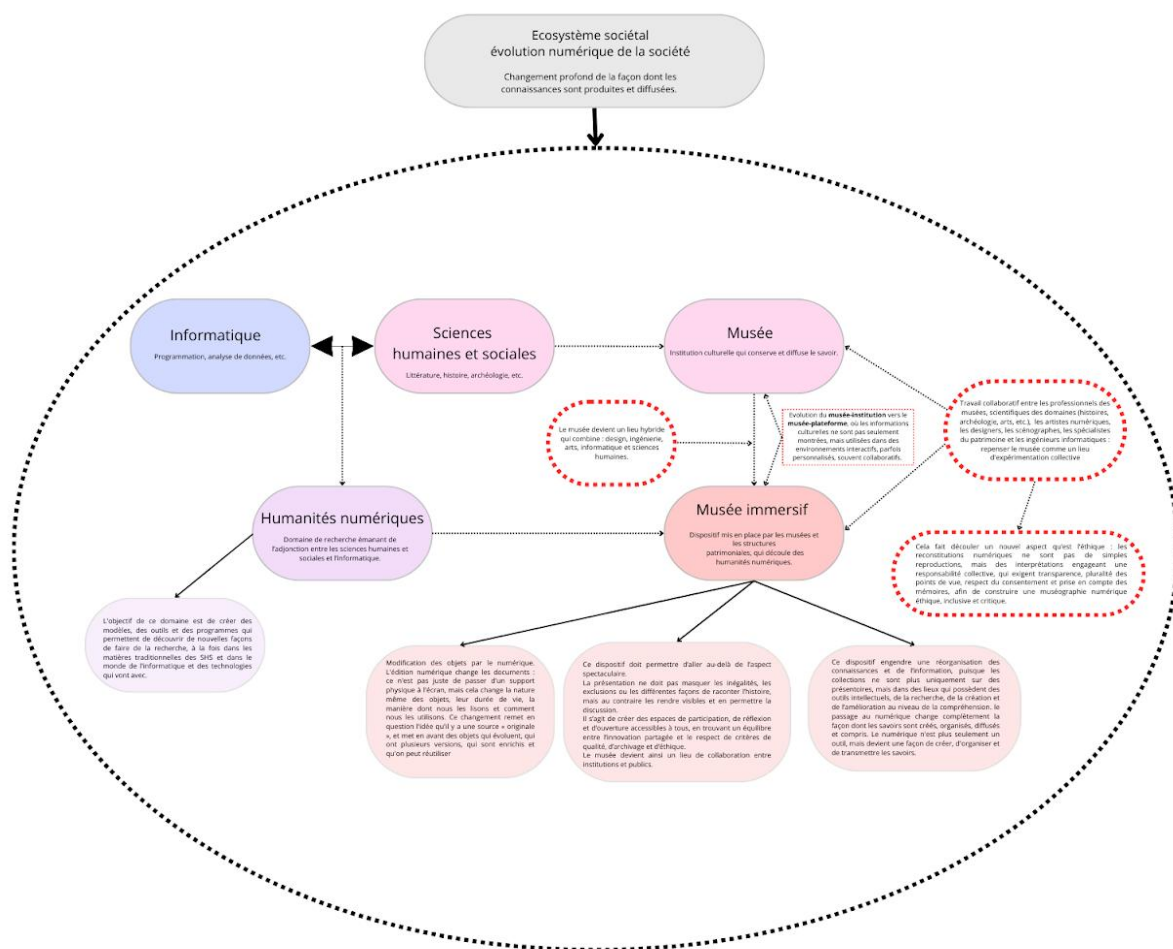 Ecosystème sociétal
évolution numérique de la société
Changement profond de la façon dont les
connaissances sont produites et diffusées.
Informatique
Programmation, analyse de données, etc.
Sciences
humaines et sociales
Littérature, histoire, archéologie, etc.
Musée
Institution culturelle qui conserve et diffuse le savoir.
Le musée devient un lieu hybride
qui combine : design, ingénierie,
arts, informatique et sciences
humaines.
Evolution du musée-institution vers le
musée-plateforme, où les informations
culturelles ne sont pas seulement
montrées, mais utilisées dans des
environnements interactifs, parfois
personnalisés, souvent collaboratifs.
Travail collaboratif entre les professionnels des
musées, scientifiques des domaines (histoires,
archéologie, arts, etc.), les artistes numériques,
les designers, les scénographes, les spécialistes
du patrimoine et les ingénieurs informatiques :
repenser le musée comme un lieu
d'expérimentation collective
Humanités numériques
Domaine de recherche émanant de
l'adjonction entre les sciences humaines et
sociales et l'informatique.
Musée immersif
Dispositif mis en place par les musées et
les structures
patrimoniales, qui découle des
humanités numériques.
Cela fait découler un nouvel aspect qu'est l'éthique : les
reconstitutions numériques ne sont pas de simples
reproductions, mais des interprétations engageant une
responsabilité collective, qui exigent transparence, pluralité des
points de vue, respect du consentement et prise en compte des
mémoires, afin de construire une muséographie numérique
éthique, inclusive et critique.
L'objectif de ce domaine est de créer des
modèles, des outils et des programmes qui
permettent de découvrir de nouvelles façons
de faire de la recherche, à la fois dans les
matières traditionnelles des SHS et dans le
monde de l'informatique et des technologies
qui vont avec.
Modification des objets par le numérique.
L'édition numérique change les documents :
ce n'est pas juste de passer d'un support
physique à l'écran, mais cela change la nature
même des objets, leur durée de vie, la
manière dont nous les lisons et comment
nous les utilisons. Ce changement remet en
question l'idée qu'il y a une source « originale
», et met en avant des objets qui évoluent, qui
ont plusieurs versions, qui sont enrichis et
qu'on peut réutiliser
Ce dispositif doit permettre d'aller au-delà de l'aspect
spectaculaire.
La présentation ne doit pas masquer les inégalités, les
exclusions ou les différentes façons de raconter l'histoire,
mais au contraire les rendre visibles et en permettre la
discussion.
Il s'agit de créer des espaces de participation, de réflexion
et d'ouverture accessibles à tous, en trouvant un équilibre
entre l'innovation partagée et le respect de critères de
qualité, d'archivage et d'éthique.
Le musée devient ainsi un lieu de collaboration entre
institutions et publics.
Ce dispositif engendre une réorganisation des
connaissances et de l'information, puisque les
collections ne sont plus uniquement sur des
présentoires, mais dans des lieux qui possèdent des
outils intellectuels, de la recherche, de la création et
de l'amélioration au niveau de la compréhension. le
passage au numérique change complètement la
façon dont les savoirs sont créés, organisés, diffusés
et compris. Le numérique n'est plus seulement un
outil, mais devient une façon de créer, d'organiser et
de transmettre les savoirs.